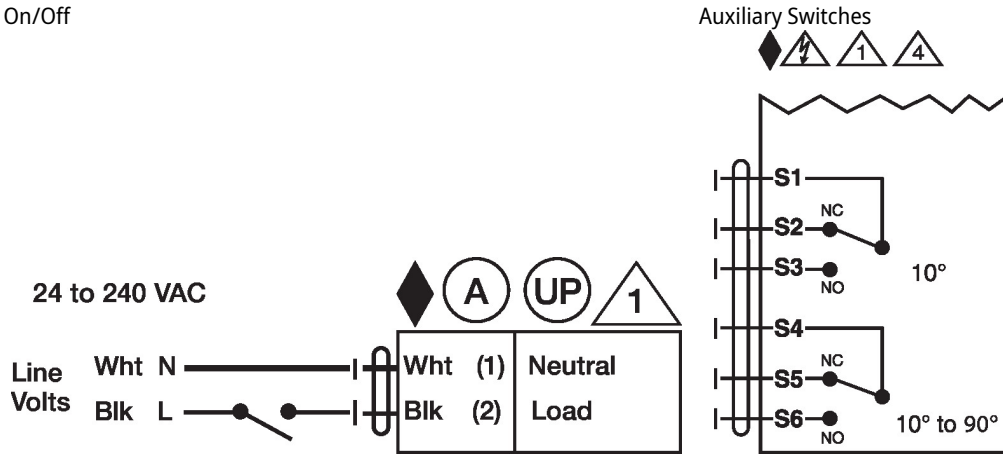 On/Off
24 to 240 VAC
Line
Volts
Wht N
Blk L
A UP 1
Wht (1) Neutral
Blk (2) Load
Auxiliary Switches
1 4
S1
NC
S2
S3
NO
10°
S4
NC
S5
S6
NO
10° to 90°